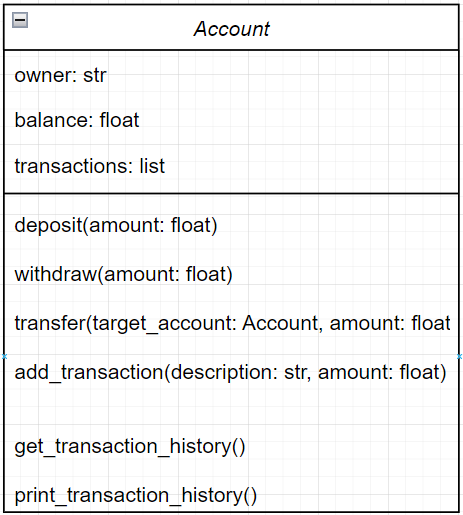 Account
owner: str
balance: float
transactions: list
deposit(amount: float)
withdraw(amount: float)
transfer(target_account: Account, amount: float
add_transaction(description: str, amount: float)
get_transaction_history()
print_transaction_history()